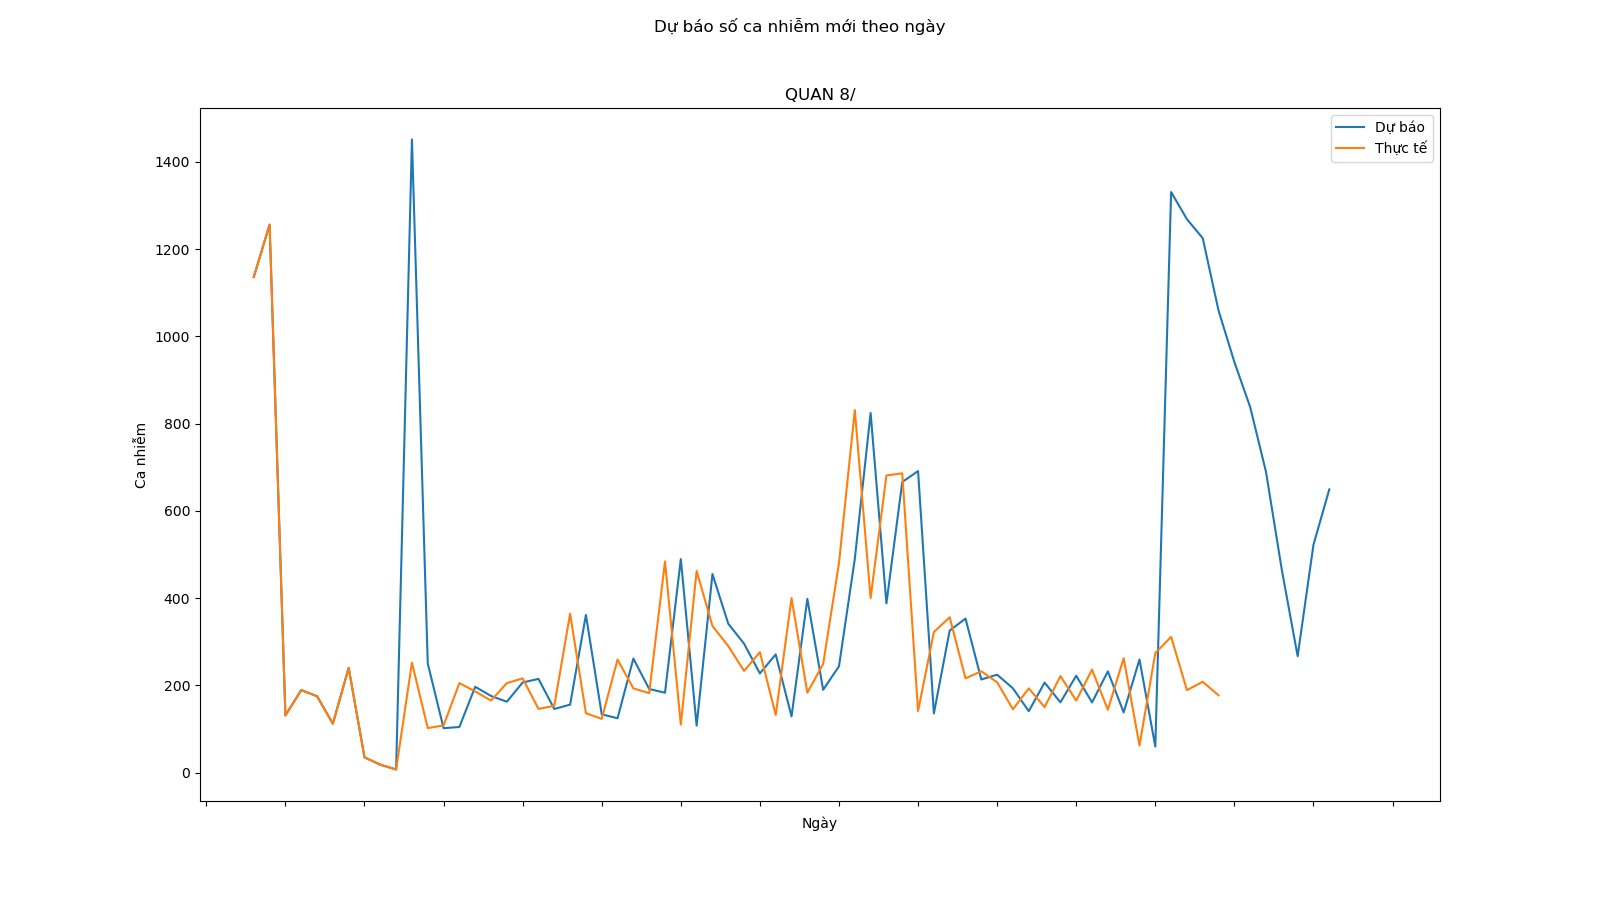 Dự báo số ca nhiễm mới theo ngày
QUAN 8/
Dự báo
Thực tế
1400
1200
1000
800
600
400
200
0
Ca nhiễm
Ngày